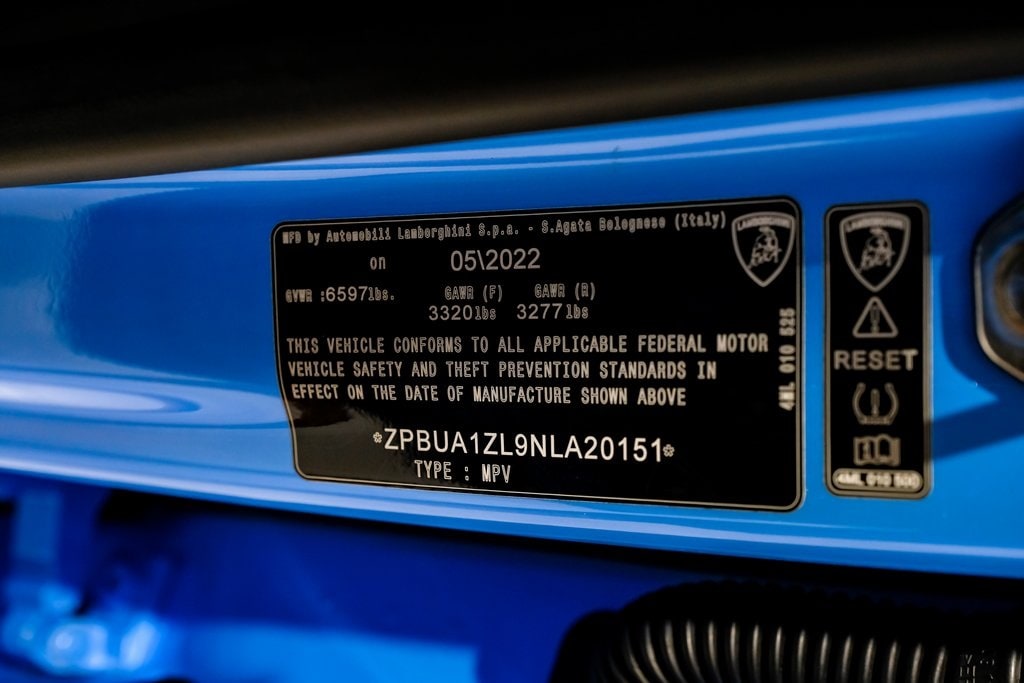 MFD by Automobili Lamborghini S.p.a. - S.Agata Bolognese (Italy)
on 05\2022
GVWR :6597lbs. GAWR (F) GAWR (R)
3320lbs 3277lbs
THIS VEHICLE CONFORMS TO ALL APPLICABLE FEDERAL MOTOR
VEHICLE SAFETY AND THEFT PREVENTION STANDARDS IN
EFFECT ON THE DATE OF MANUFACTURE SHOWN ABOVE
*ZPBUA1ZL9NLA20151*
TYPE : MPV
4ML 010 525
LAMBORGHINI
LAMBORGHINI
RESET
4ML 010 500